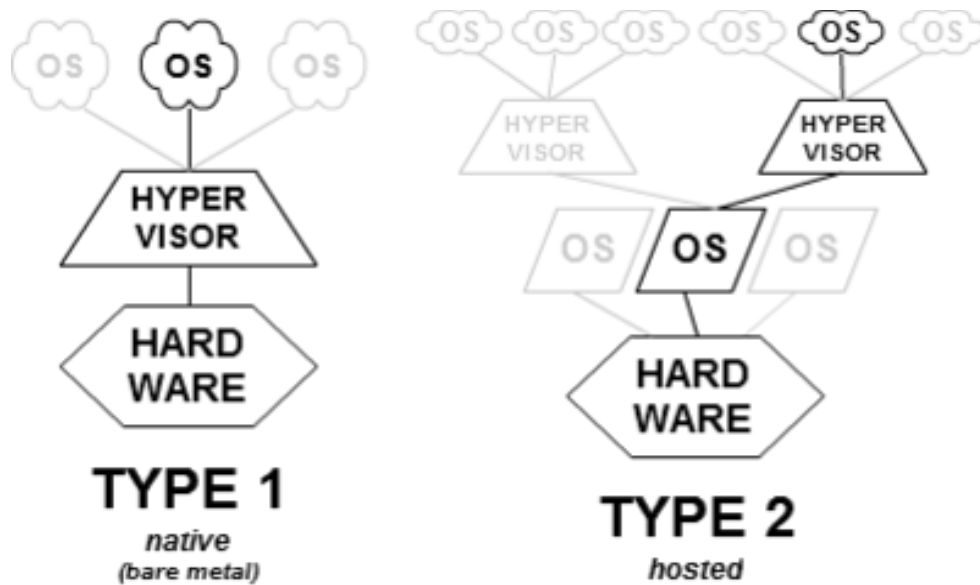 OS OS OS
HYPER
VISOR
HARD
WARE
TYPE 1
native
(bare metal)
OS OS OS OS OS OS
HYPER
VISOR
HYPER
VISOR
OS OS OS
HARD
WARE
TYPE 2
hosted